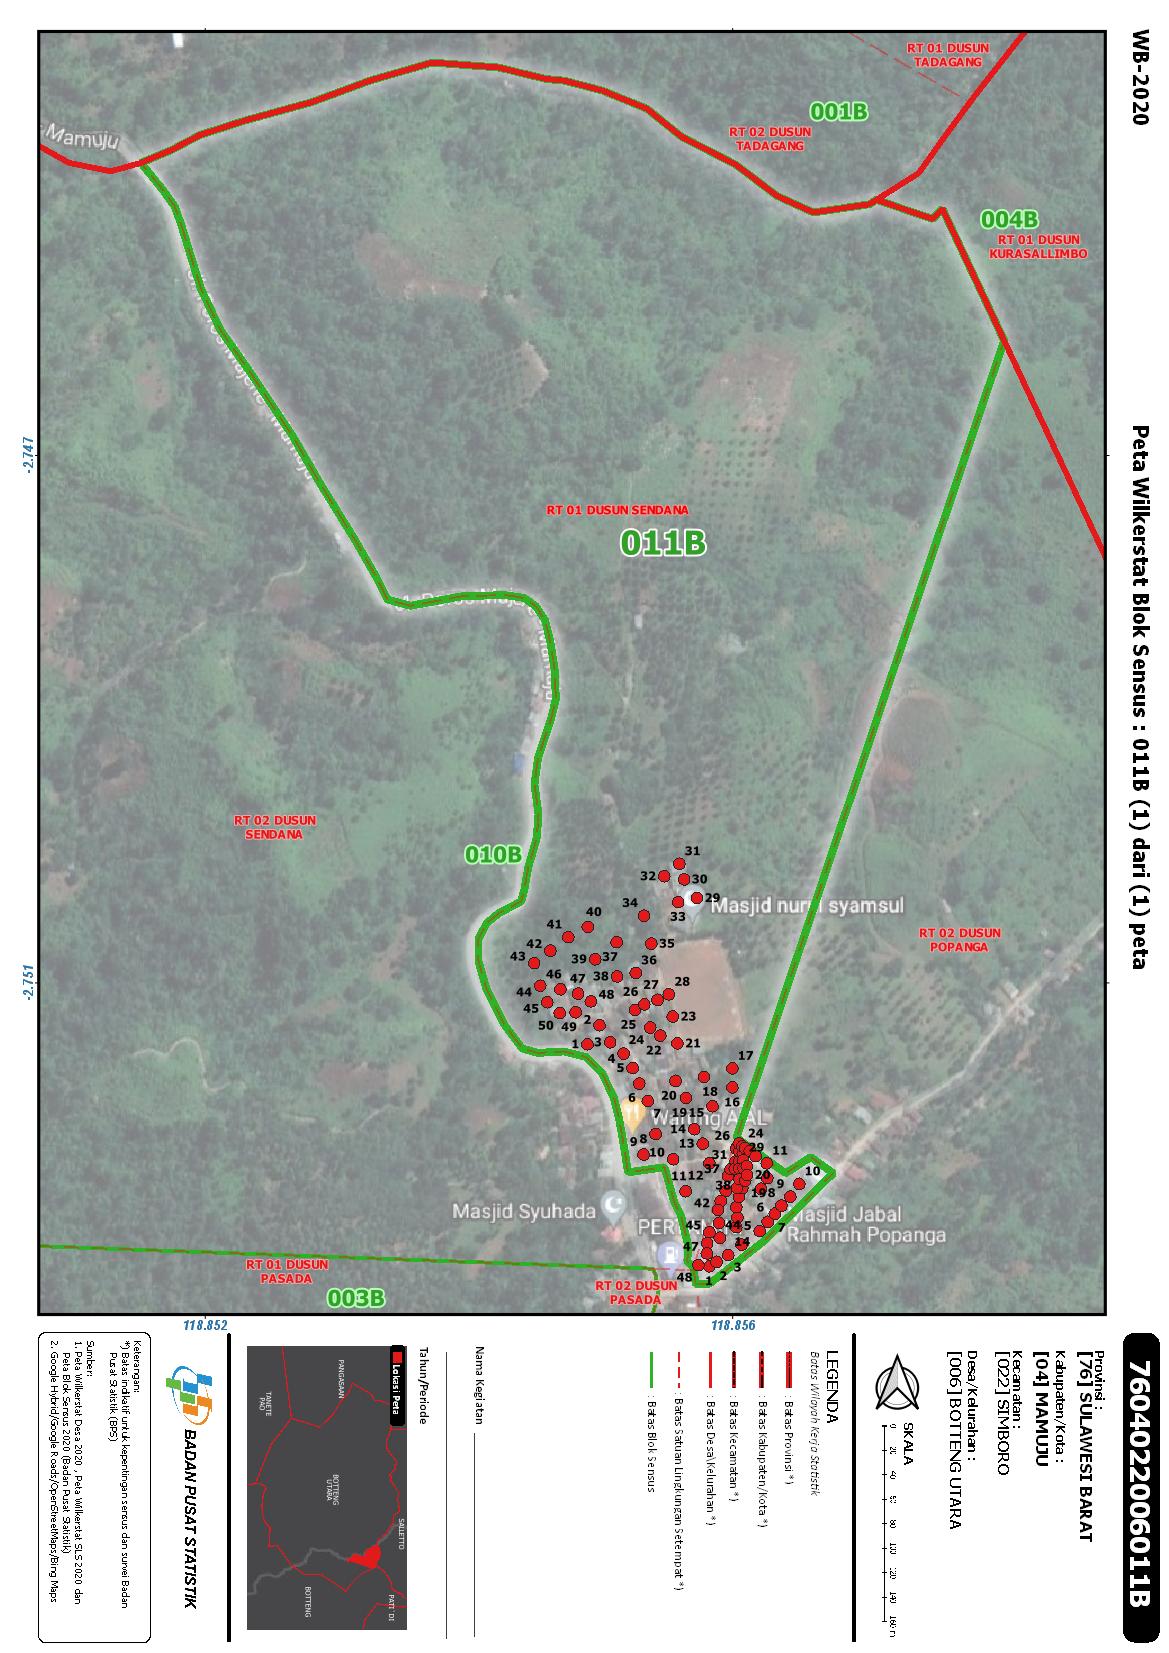 WB-2020
Peta Wilkerstat Blok Sensus : 011B (1) dari (1) peta
RT 01 DUSUN
TADAGANG
001B
RT 02 DUSUN
TADAGANG
004B
RT 01 DUSUN
KURASALLIMBO
Mamuju
RT 01 DUSUN SENDANA
011B
RT 02 DUSUN
SENDANA
010B
RT 02 DUSUN
POPANGA
Masjid nurul syamsul
Masjid Syuhada
Masjid Jabal
Rahmah Popanga
RT 01 DUSUN
PASADA
003B
RT 02 DUSUN
PASADA
31
32
30
29
33
34
35
40
41
42
43
39
37
38
36
44
46
47
48
45
50
49
26
27
28
25
23
24
22
21
1
2
3
4
5
6
7
8
9
10
11
12
13
14
15
16
17
18
19
20
26
24
29
11
10
31
37
20
9
38
19
8
42
6
7
45
44
5
47
14
3
48
1
2
-2.747
-2.751
118.852
118.856
7604022006011B
Provinsi :
[76] SULAWESI BARAT
Kabupaten/Kota :
[04] MAMUJU
Kecamatan :
[022] SIMBORO
Desa/Kelurahan :
[006] BOTTENG UTARA
SKALA
0 20 40 60 80 100 120 140 160 m
LEGENDA
Batas Wilayah Kerja Statistik
: Batas Provinsi *)
: Batas Kabupaten/Kota *)
: Batas Kecamatan *)
: Batas Desa\Kelurahan *)
: Batas Satuan Lingkungan Setempat *)
: Batas Blok Sensus
Nama Kegiatan
Tahun/Periode
Lokasi Peta
PANGASAAN
TANETE
PAO
BOTTENG
UTARA
SALLETTO
BOTTENG
PATI' DI
BADAN PUSAT STATISTIK
Keterangan:
*) Batas indikatif untuk kepentingan sensus dan survei Badan
Pusat Statistik (BPS)
Sumber:
1. Peta Wilkerstat Desa 2020 , Peta Wilkerstat SLS 2020 dan
Peta Blok Sensus 2020 (Badan Pusat Statistik)
2. Google Hybrid/Google Roads/OpenStreetMaps/Bing Maps